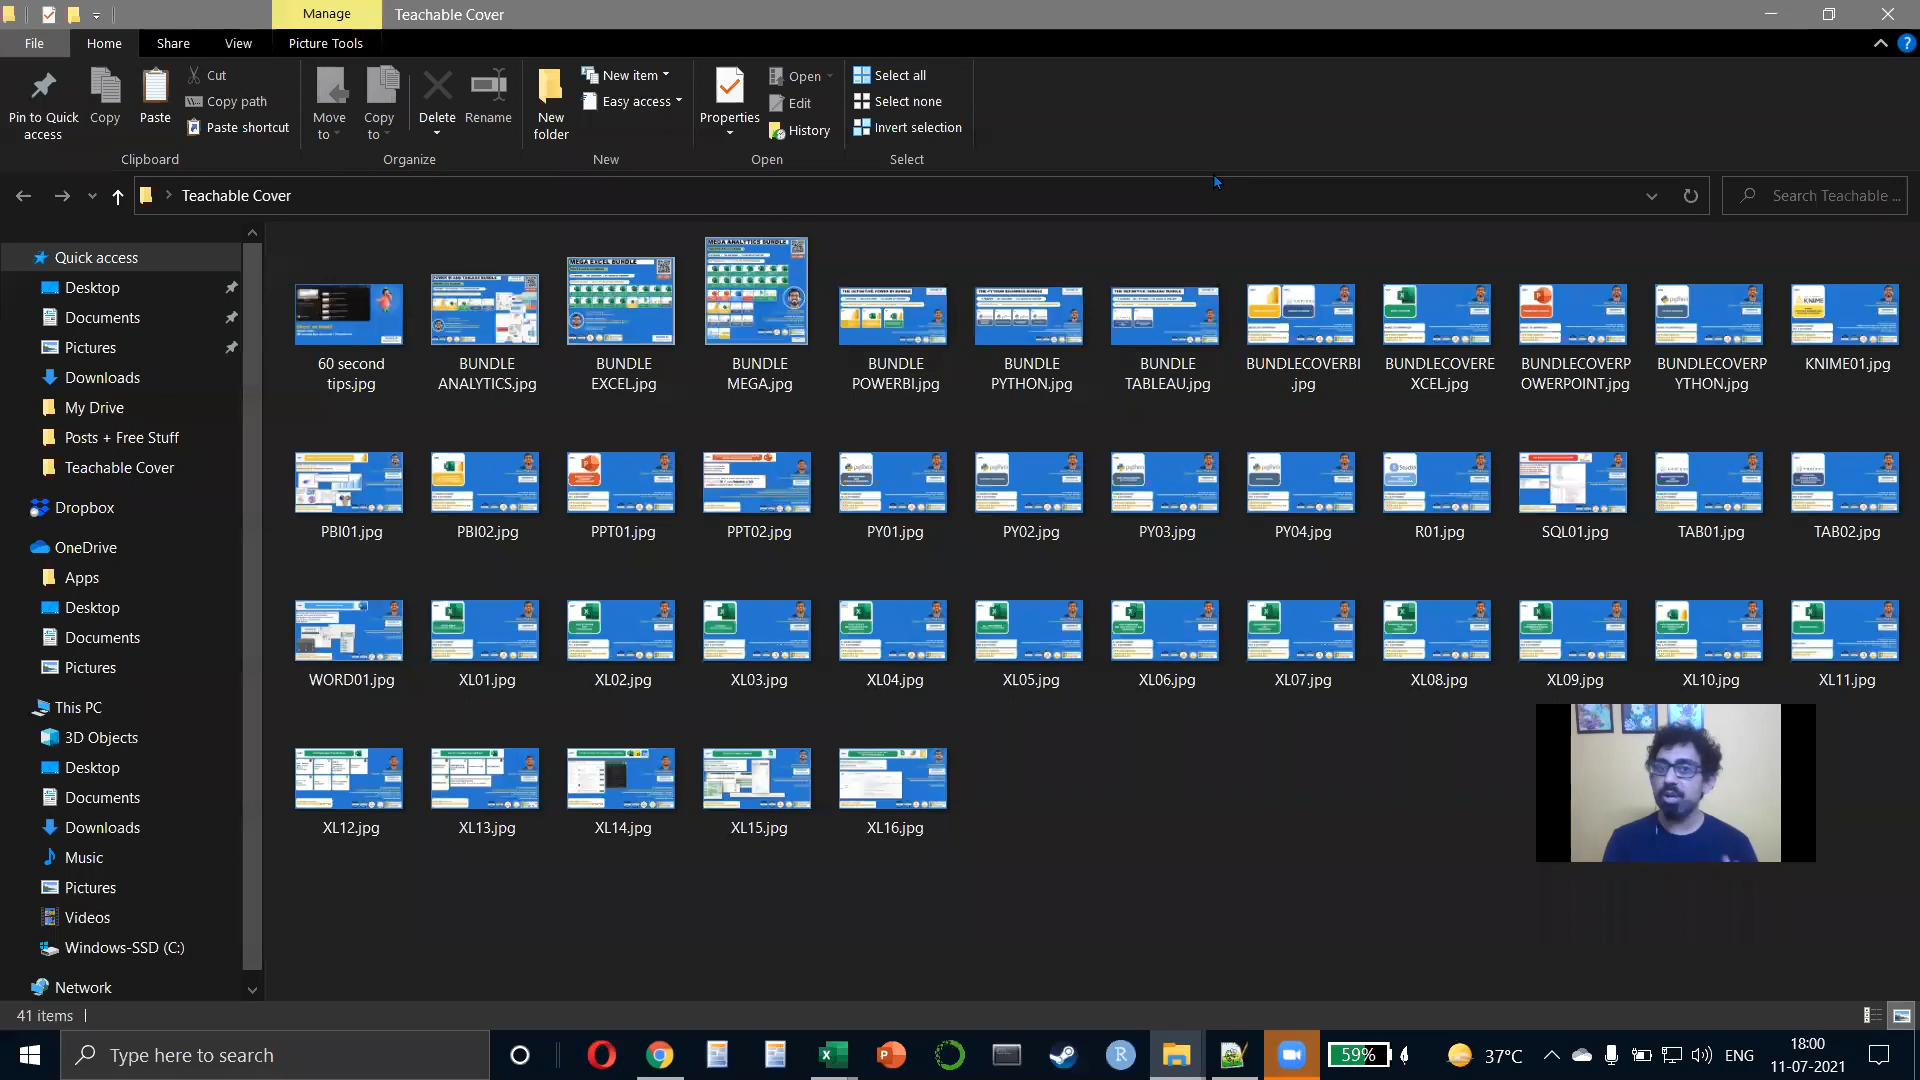 Manage
Teachable Cover
File
Home
Share
View
Picture Tools
Pin to Quick access
Copy
Paste
Cut
Copy path
Paste shortcut
Clipboard
Move to
Copy to
Delete
Rename
Organize
New folder
New item
Easy access
New
Properties
Open
Edit
History
Open
Select all
Select none
Invert selection
Select
Teachable Cover
Search Teachable ...
Quick access
Desktop
Documents
Pictures
Downloads
My Drive
Posts + Free Stuff
Teachable Cover
Dropbox
OneDrive
Apps
Desktop
Documents
Pictures
This PC
3D Objects
Desktop
Documents
Downloads
Music
Pictures
Videos
Windows-SSD (C:)
Network
60 second tips.jpg
BUNDLE ANALYTICS.jpg
BUNDLE EXCEL.jpg
BUNDLE MEGA.jpg
BUNDLE POWERBI.jpg
BUNDLE PYTHON.jpg
BUNDLE TABLEAU.jpg
BUNDLECOVERBI.jpg
BUNDLECOVEREXCEL.jpg
BUNDLECOVERPOWERPOINT.jpg
BUNDLECOVERPYTHON.jpg
KNIME01.jpg
PBI01.jpg
PBI02.jpg
PPT01.jpg
PPT02.jpg
PY01.jpg
PY02.jpg
PY03.jpg
PY04.jpg
R01.jpg
SQL01.jpg
TAB01.jpg
TAB02.jpg
WORD01.jpg
XL01.jpg
XL02.jpg
XL03.jpg
XL04.jpg
XL05.jpg
XL06.jpg
XL07.jpg
XL08.jpg
XL09.jpg
XL10.jpg
XL11.jpg
XL12.jpg
XL13.jpg
XL14.jpg
XL15.jpg
XL16.jpg
41 items
Type here to search
59%
37°C
ENG
18:00
11-07-2021